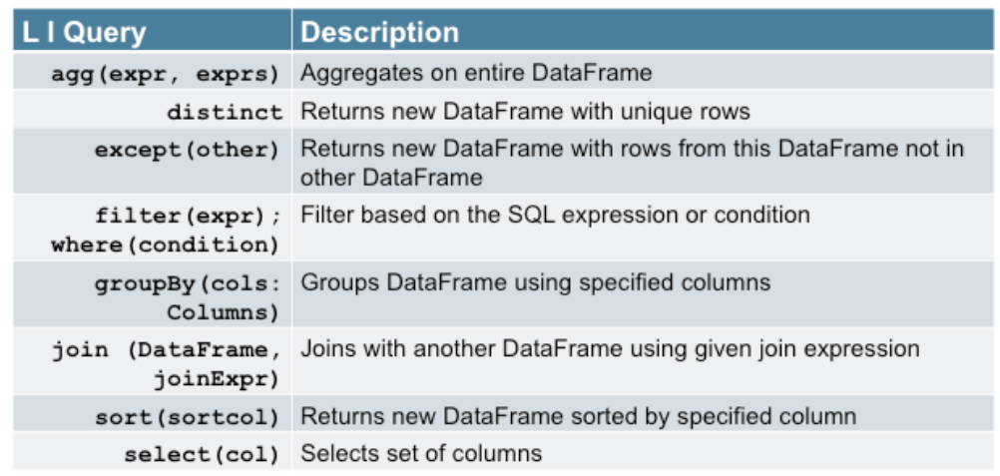 L I Query Description
agg(expr, exprs) Aggregates on entire DataFrame
distinct Returns new DataFrame with unique rows
except(other) Returns new DataFrame with rows from this DataFrame not in
other DataFrame
filter(expr); Filter based on the SQL expression or condition
where(condition)
groupBy(cols: Groups DataFrame using specified columns
Columns)
join (DataFrame, Joins with another DataFrame using given join expression
joinExpr)
sort(sortcol) Returns new DataFrame sorted by specified column
select(col) Selects set of columns